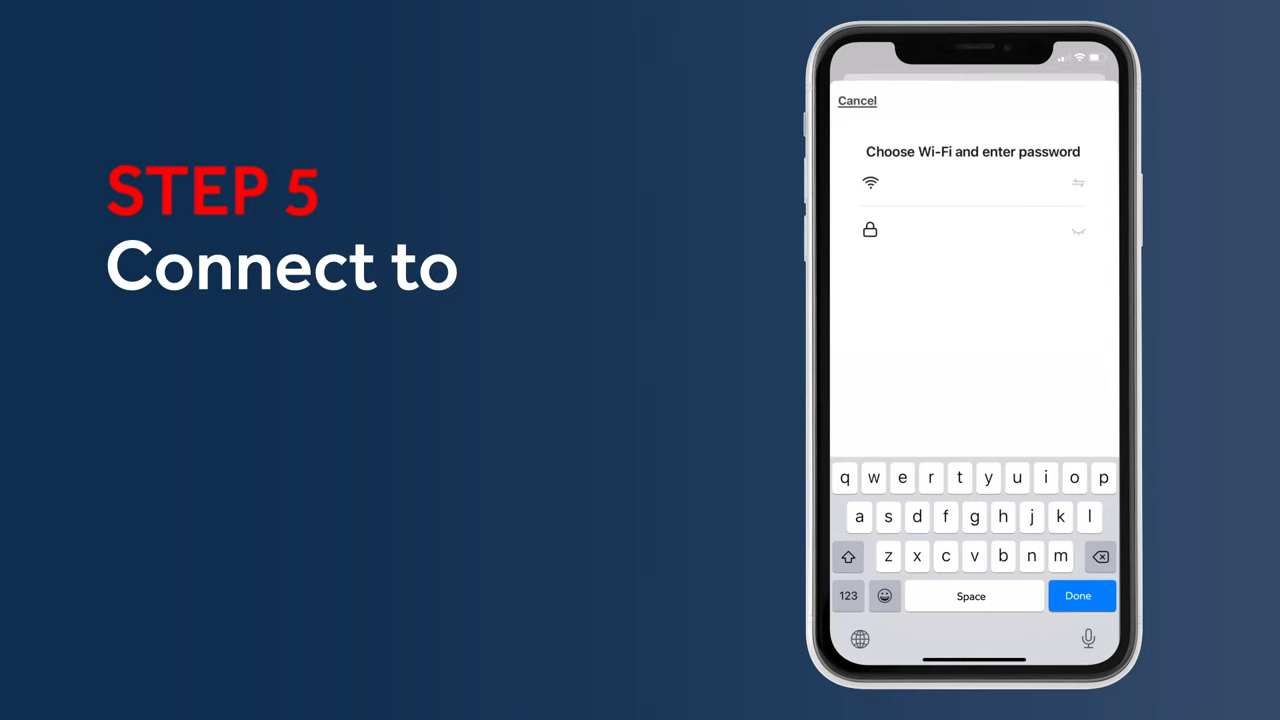 STEP 5
Connect to
Cancel
Choose Wi-Fi and enter password
q w e r t y u i o p
a s d f g h j k l
z x c v b n m
123 Space Done